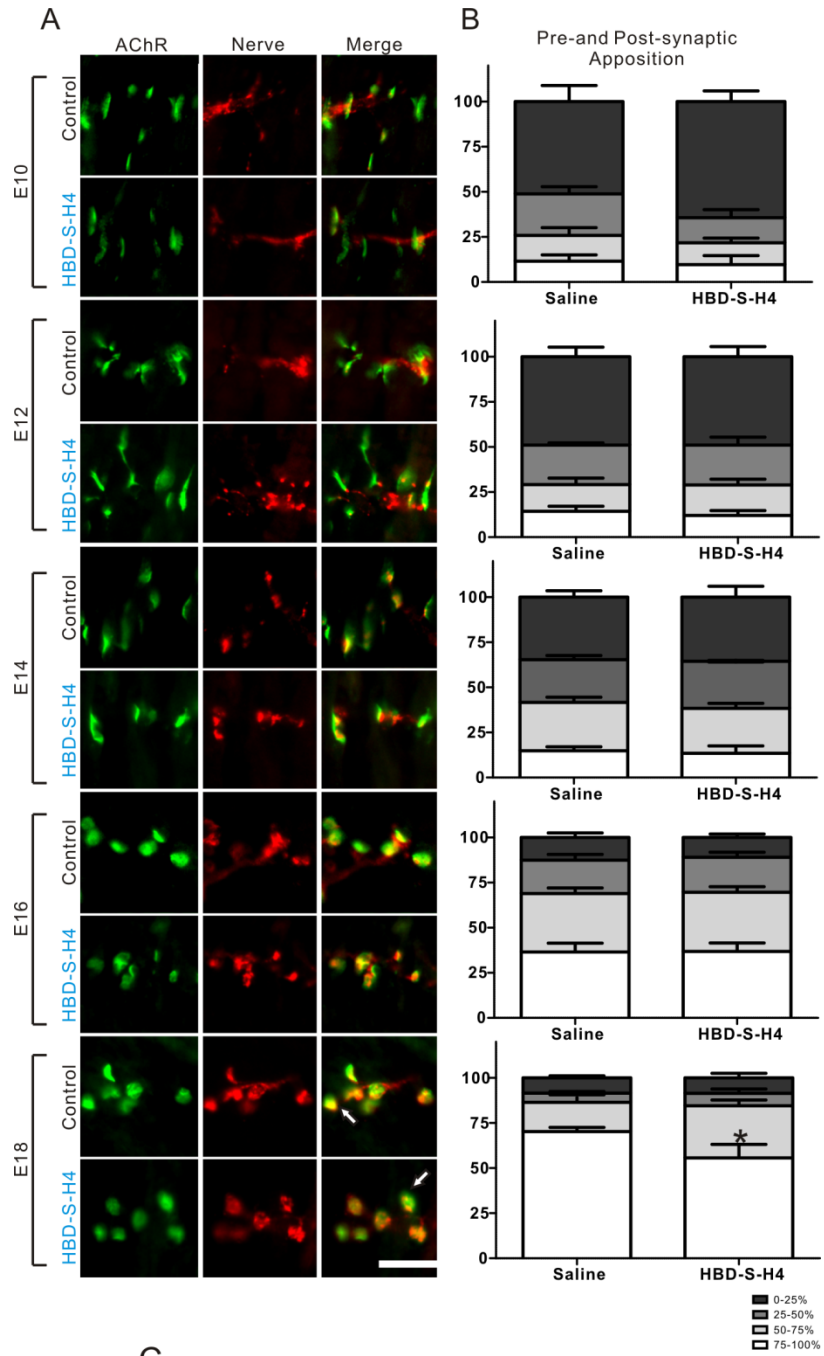 A
AChR
Nerve
Merge
E10
Control
HBD-S-H4
E12
Control
HBD-S-H4
E14
Control
HBD-S-H4
E16
Control
HBD-S-H4
E18
Control
HBD-S-H4
B
Pre-and Post-synaptic
Apposition
100
75
50
25
0
Saline
HBD-S-H4
100
75
50
25
0
Saline
HBD-S-H4
100
75
50
25
0
Saline
HBD-S-H4
100
75
50
25
0
Saline
HBD-S-H4
100
75
50
25
0
*
Saline
HBD-S-H4
0-25%
25-50%
50-75%
75-100%